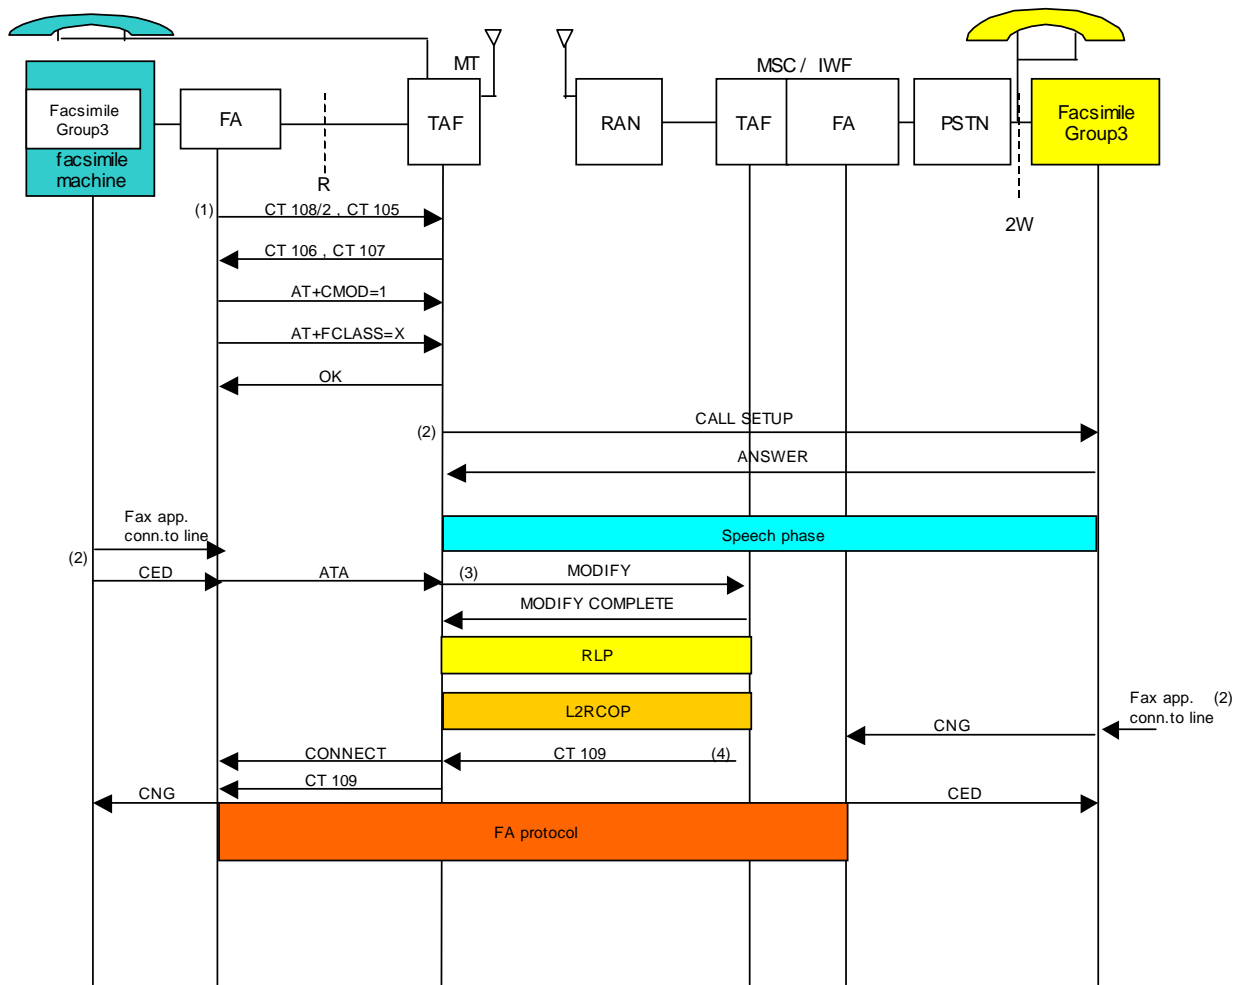 MT
MSC / IWF
Facsimile
Group3
facsimile
machine
FA
TAF
RAN
TAF
FA
PSTN
Facsimile
Group3
R
2W
(1)
CT 108/2 , CT 105
CT 106 , CT 107
AT+CMOD=1
AT+FCLASS=X
OK
(2)
CALL SETUP
ANSWER
Fax app.
conn.to line
Speech phase
(2)
CED
ATA
(3)
MODIFY
MODIFY COMPLETE
RLP
L2RCOP
Fax app. (2)
conn.to line
CNG
CONNECT
CT 109
(4)
CT 109
CNG
CED
FA protocol